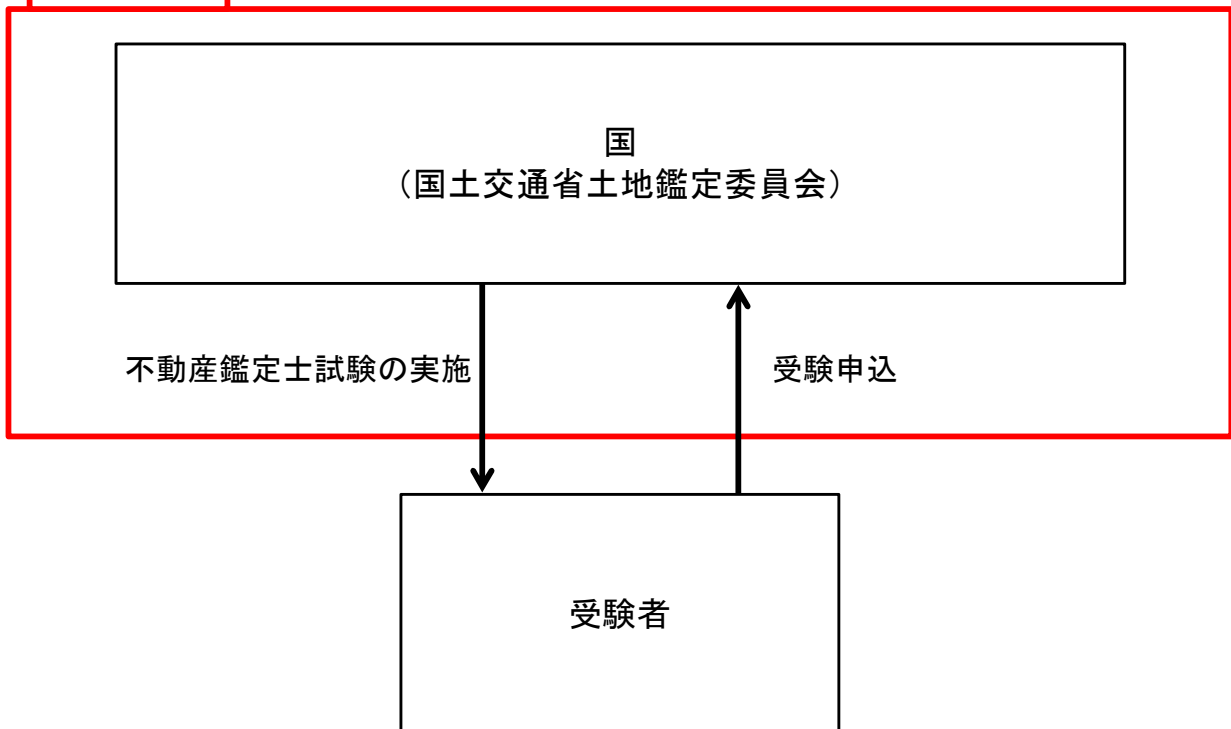 国
（国土交通省土地鑑定委員会）
不動産鑑定士試験の実施
受験申込
受験者